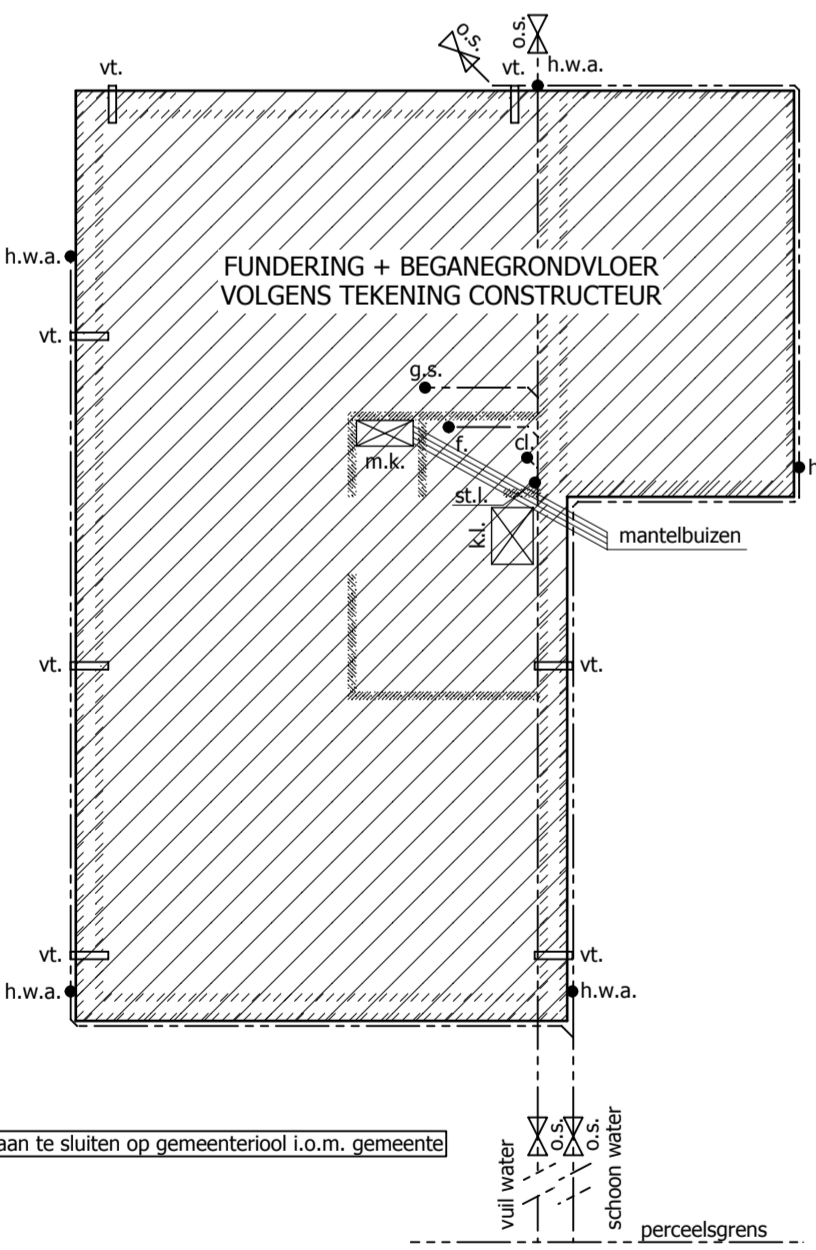 o.s.
o.s.
vt.
vt.
h.w.a.
h.w.a.
FUNDERING + BEGANEGRONDVLOER
VOLGENS TEKENING CONSTRUCTEUR
vt.
g.s.
f.
cl.
m.k.
h
st.l.
k.l.
mantelbuizen
vt.
vt.
vt.
vt.
h.w.a.
h.w.a.
aan te sluiten op gemeenteriool i.o.m. gemeente
o.s.
o.s.
vuil water
schoon water
perceelsgrens